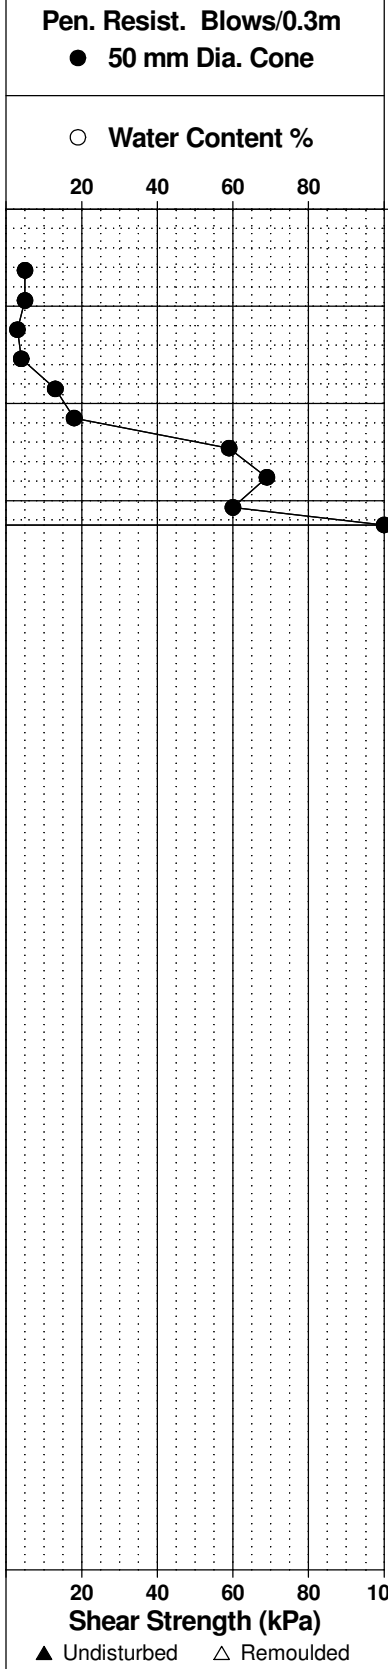 Pen. Resist. Blows/0.3m
● 50 mm Dia. Cone
○ Water Content %
20 40 60 80
20 40 60 80 100
Shear Strength (kPa)
▲ Undisturbed △ Remoulded